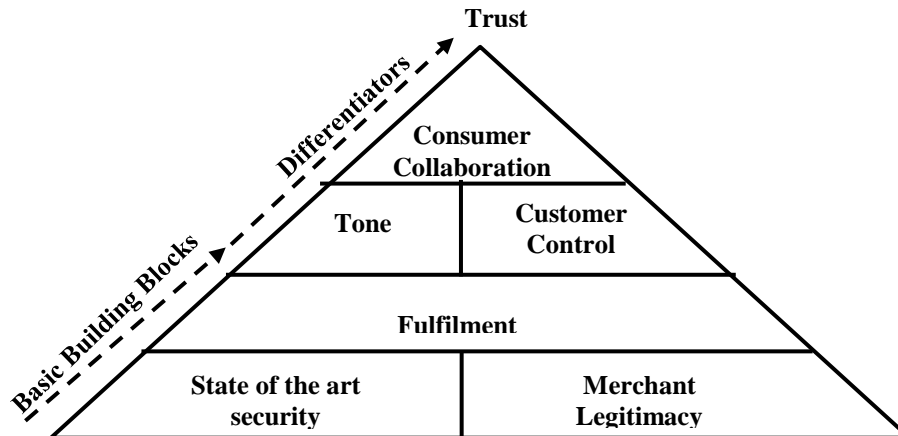 Trust
Differentiators
Consumer
Collaboration
Tone
Customer
Control
Basic Building Blocks
Fulfilment
State of the art
security
Merchant
Legitimacy